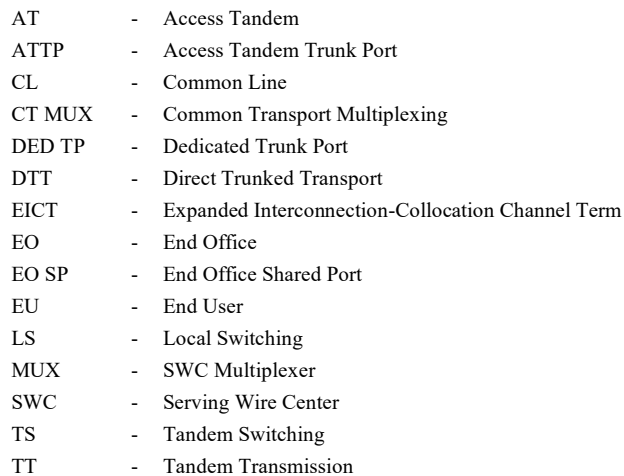 AT - Access Tandem
ATTP - Access Tandem Trunk Port
CL - Common Line
CT MUX - Common Transport Multiplexing
DED TP - Dedicated Trunk Port
DTT - Direct Trunked Transport
EICT - Expanded Interconnection-Collocation Channel Term
EO - End Office
EO SP - End Office Shared Port
EU - End User
LS - Local Switching
MUX - SWC Multiplexer
SWC - Serving Wire Center
TS - Tandem Switching
TT - Tandem Transmission